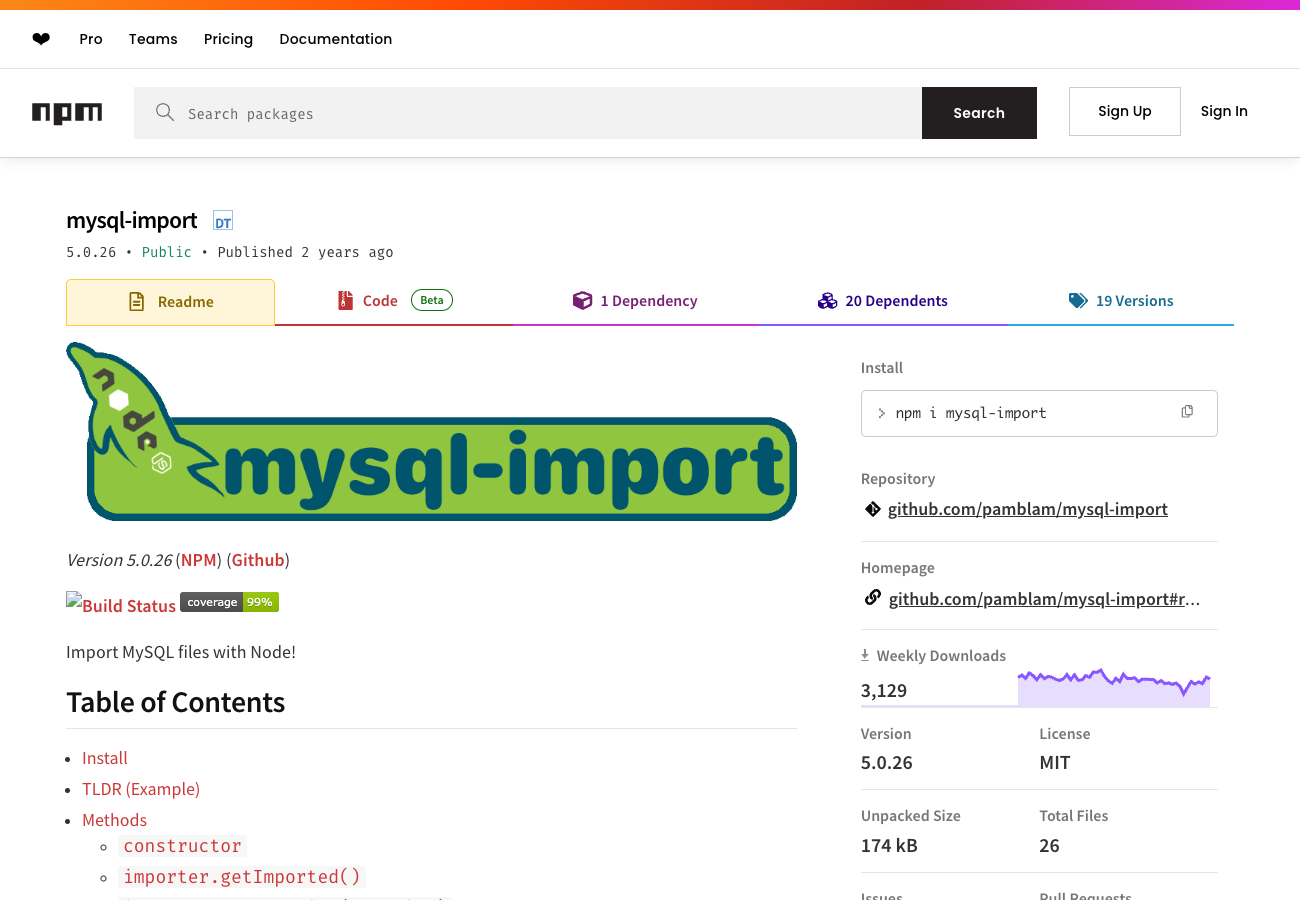 ❤
Pro
Teams
Pricing
Documentation
npm
Search packages
Search
Sign Up
Sign In
mysql-import
DT
5.0.26 • Public • Published 2 years ago
Readme
Code
Beta
1 Dependency
20 Dependents
19 Versions
mysql-import
Version 5.0.26 (NPM) (Github)
Build Status
coverage 99%
Import MySQL files with Node!
Table of Contents
Install
TLDR (Example)
Methods
constructor
importer.getImported()
Install
> npm i mysql-import
Repository
github.com/pamblam/mysql-import
Homepage
github.com/pamblam/mysql-import#r...
Weekly Downloads
3,129
Version
5.0.26
License
MIT
Unpacked Size
174 kB
Total Files
26
Issues
Pull Requests